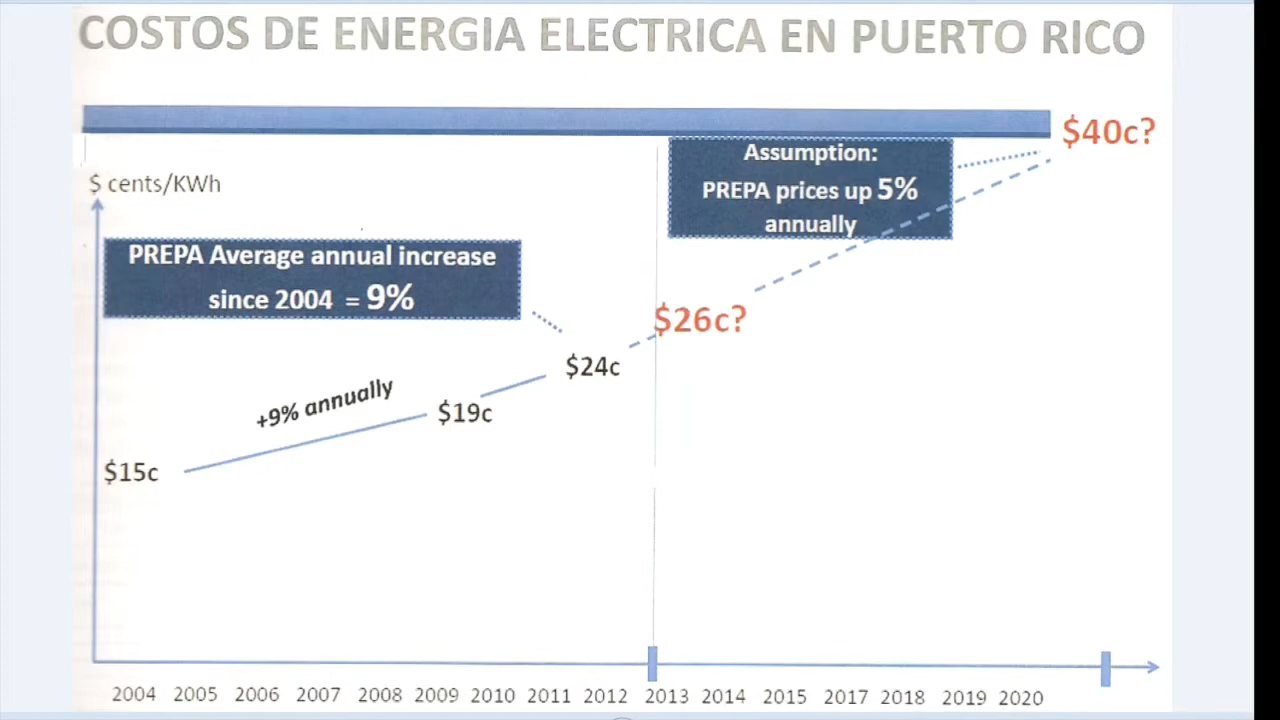 COSTOS DE ENERGIA ELECTRICA EN PUERTO RICO
$40c?
Assumption:
PREPA prices up 5%
annually
$ cents/KWh
PREPA Average annual increase
since 2004 = 9%
$26c?
$24c
+9% annually
$19c
$15c
2004 2005 2006 2007 2008 2009 2010 2011 2012 2013 2014 2015 2017 2018 2019 2020